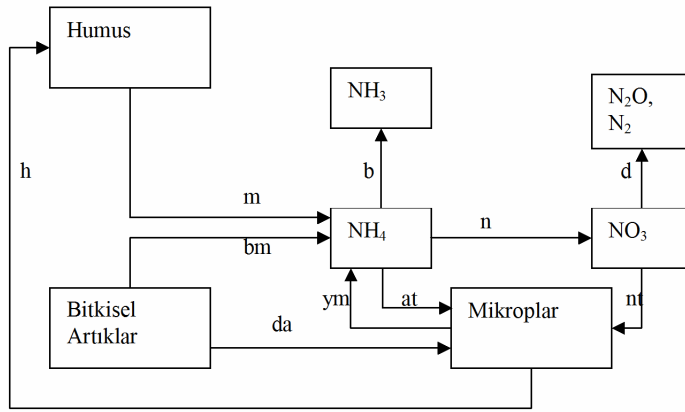 Humus
NH₃
N₂O,
N₂
h
b
d
m
NH₄
n
NO₃
bm
Bitkisel
Artıklar
ym
at
Mikroplar
nt
da